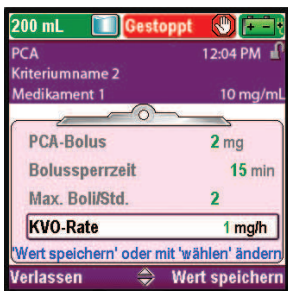 200 mL Gestoppt
PCA 12:04 PM
Kriteriumname 2
Medikament 1 10 mg/mL
PCA-Bolus 2 mg
Bolussperrzeit 15 min
Max. Boli/Std. 2
KVO-Rate 1 mg/h
'Wert speichern' oder mit 'wählen' ändern
Verlassen Wert speichern